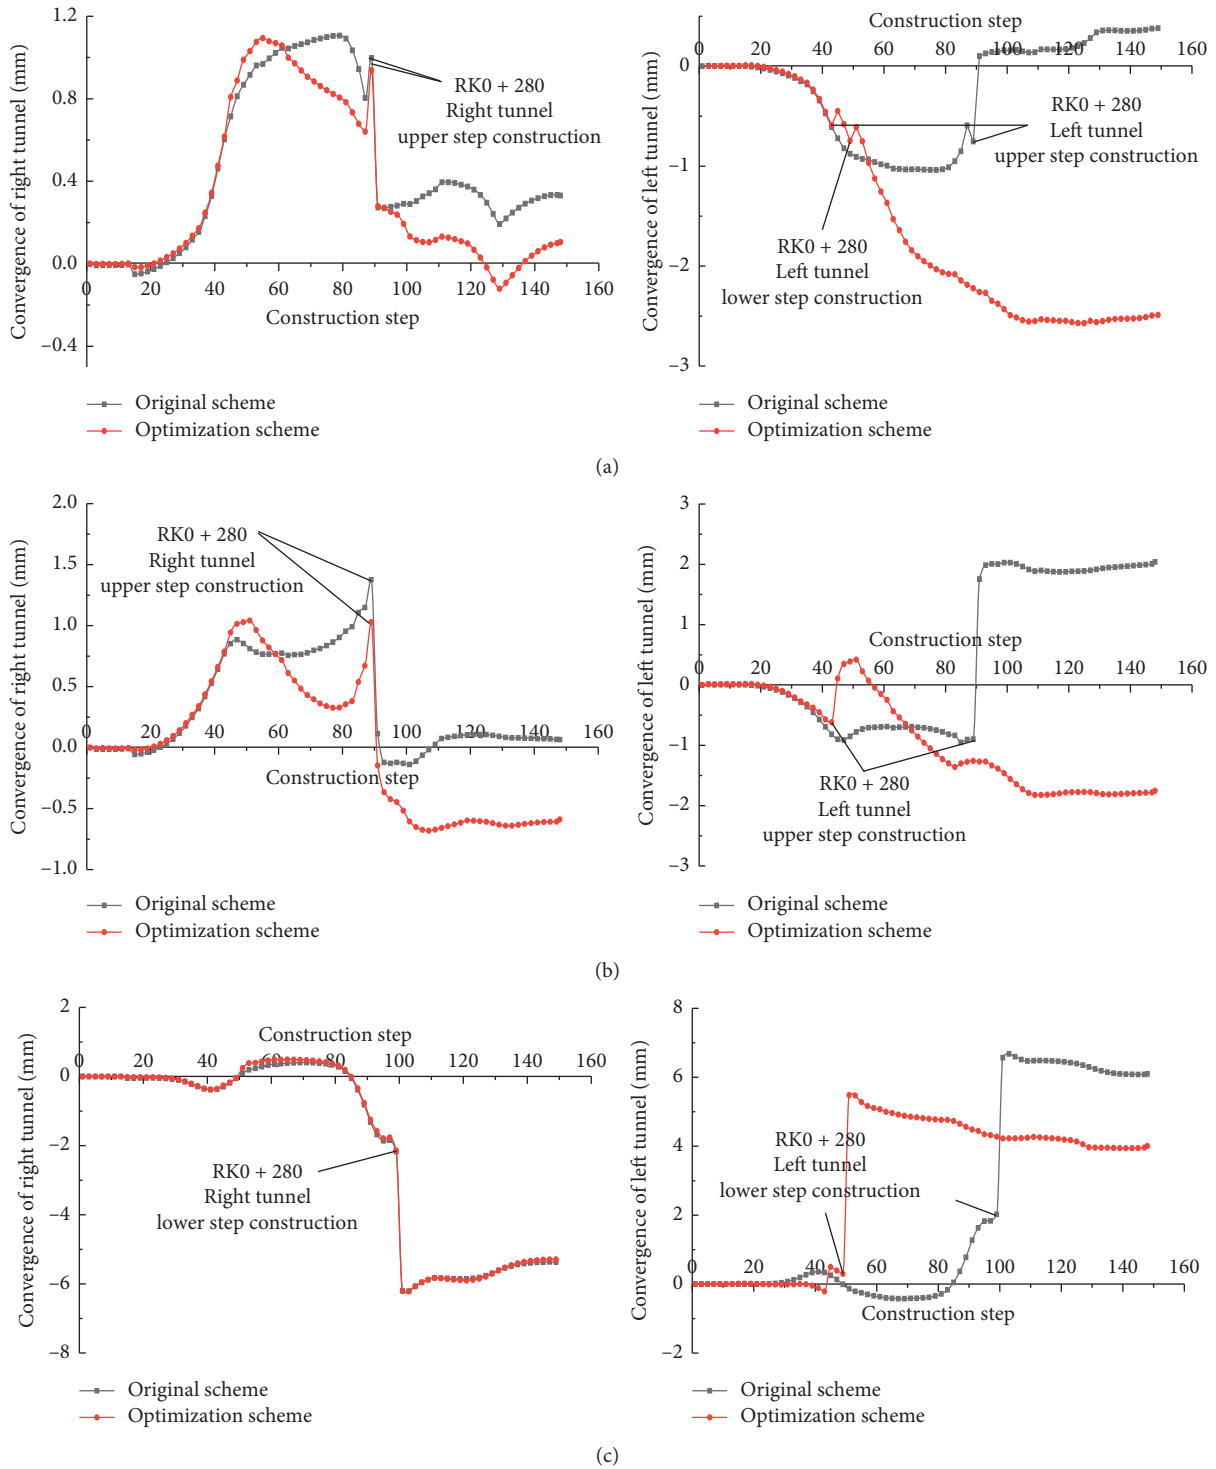 Convergence of right tunnel (mm)
1.2
0.8
0.4
0.0
−0.4
0 20 40 60 80 100 120 140 160
Construction step
RK0 + 280
Right tunnel
upper step construction
Original scheme
Optimization scheme
Convergence of left tunnel (mm)
1
0
−1
−2
−3
Construction step
0 20 40 60 80 100 120 140 160
RK0 + 280
Left tunnel
upper step construction
RK0 + 280
Left tunnel
lower step construction
Original scheme
Optimization scheme
(a)
Convergence of right tunnel (mm)
2.0
1.5
1.0
0.5
0.0
−0.5
−1.0
RK0 + 280
Right tunnel
upper step construction
0 20 40 60 80 100 120 140 160
Construction step
Original scheme
Optimization scheme
Convergence of left tunnel (mm)
3
2
1
0
−1
−2
−3
Construction step
0 20 40 60 80 100 120 140 160
RK0 + 280
Left tunnel
upper step construction
Original scheme
Optimization scheme
(b)
Convergence of right tunnel (mm)
2
0
−2
−4
−6
−8
Construction step
0 20 40 60 80 100 120 140 160
RK0 + 280
Right tunnel
lower step construction
Original scheme
Optimization scheme
Convergence of left tunnel (mm)
8
6
4
2
0
−2
RK0 + 280
Left tunnel
lower step construction
0 20 40 60 80 100 120 140 160
Construction step
Original scheme
Optimization scheme
(c)